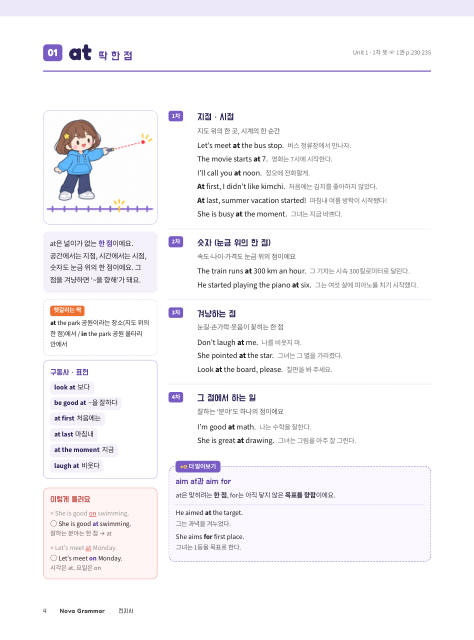 01 at 딱 한 점
Unit 1 · 1차 뜻 ☞ 1권 p.230-235
at은 넓이가 없는 한 점이에요.
공간에서는 지점, 시간에서는 시점,
숫자도 눈금 위의 한 점이에요. 그
점을 겨냥하면 '~을 향해'가 돼요.
헷갈리는 짝
at the park 공원이라는 장소(지도 위의
한 점)에서 / in the park 공원 울타리
안에서
구동사 · 표현
look at 보다
be good at ~을 잘하다
at first 처음에는
at last 마침내
at the moment 지금
laugh at 비웃다
이렇게 틀려요
× She is good on swimming.
○ She is good at swimming.
잘하는 분야는 한 점 → at
× Let's meet at Monday.
○ Let's meet on Monday.
시각은 at, 요일은 on
1차 지점 · 시점
지도 위의 한 곳, 시계의 한 순간
Let's meet at the bus stop. 버스 정류장에서 만나자.
The movie starts at 7. 영화는 7시에 시작한다.
I'll call you at noon. 정오에 전화할게.
At first, I didn't like kimchi. 처음에는 김치를 좋아하지 않았다.
At last, summer vacation started! 마침내 여름 방학이 시작됐다!
She is busy at the moment. 그녀는 지금 바쁘다.
2차 숫자 (눈금 위의 한 점)
속도·나이·가격도 눈금 위의 한 점이에요
The train runs at 300 km an hour. 그 기차는 시속 300킬로미터로 달린다.
He started playing the piano at six. 그는 여섯 살에 피아노를 치기 시작했다.
3차 겨냥하는 점
눈길·손가락·웃음이 꽂히는 한 점
Don't laugh at me. 나를 비웃지 마.
She pointed at the star. 그녀는 그 별을 가리켰다.
Look at the board, please. 칠판을 봐 주세요.
4차 그 점에서 하는 일
잘하는 '분야'도 하나의 점이에요
I'm good at math. 나는 수학을 잘한다.
She is great at drawing. 그녀는 그림을 아주 잘 그린다.
더 알아보기
aim at과 aim for
at은 맞히려는 한 점, for는 아직 닿지 않은 목표를 향함이에요.
He aimed at the target.
그는 과녁을 겨누었다.
She aims for first place.
그녀는 1등을 목표로 한다.
4 Nova Grammar 전치사